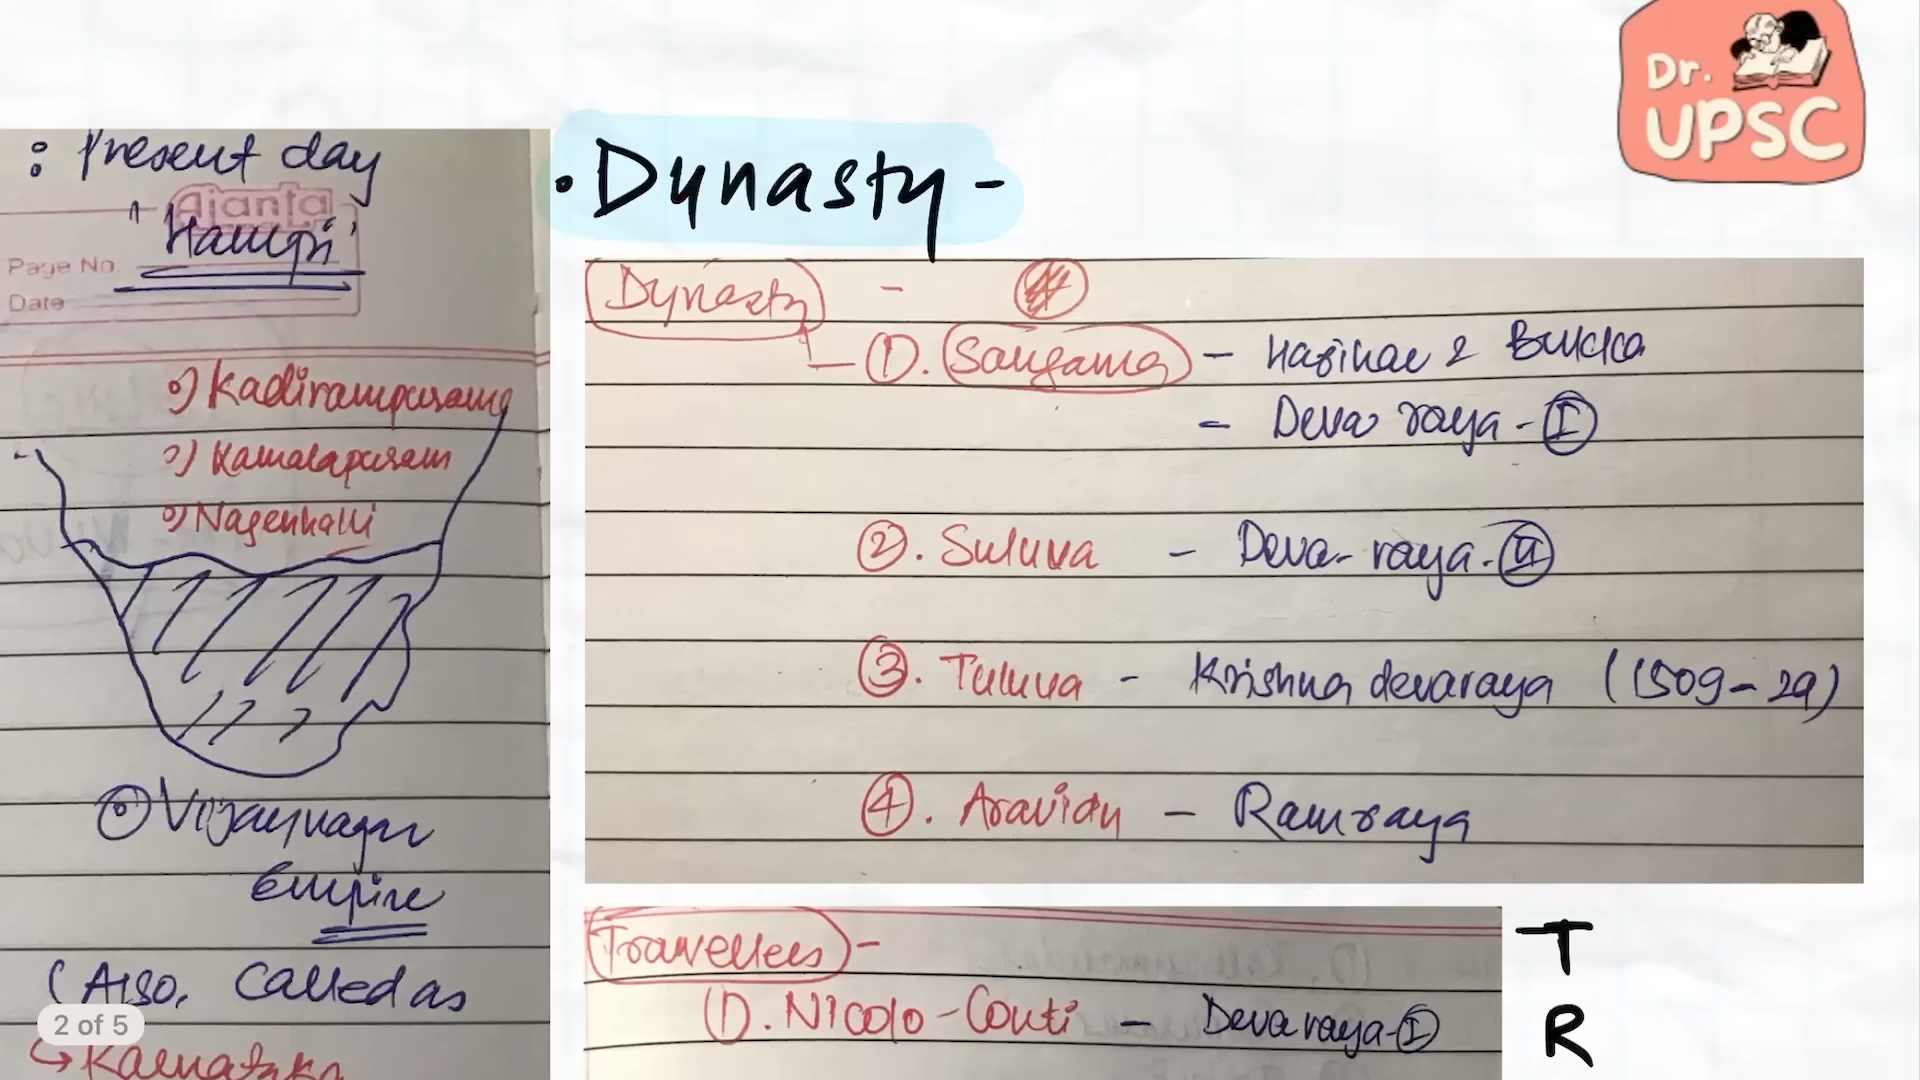 Dr.
UPSC
: Present day
Ajanta
"Hampi"
Page No.
Date
Kadirampuram
Kamalapuram
Nagenhalli
Vijaynagar
Empire
(Also, Called as
2 of 5
Karnataka
. Dynasty -
Dynasty -
①. Sangama - Harihar & Bukka
- Deva raya - Ⅰ
②. Suluva - Deva-raya-Ⅱ
③. Tuluva - Krishna devaraya (1509-29)
④. Aravidu - Ramraya
Travellers -
①. Nicolo-Conti - Devaraya-Ⅰ
T
R